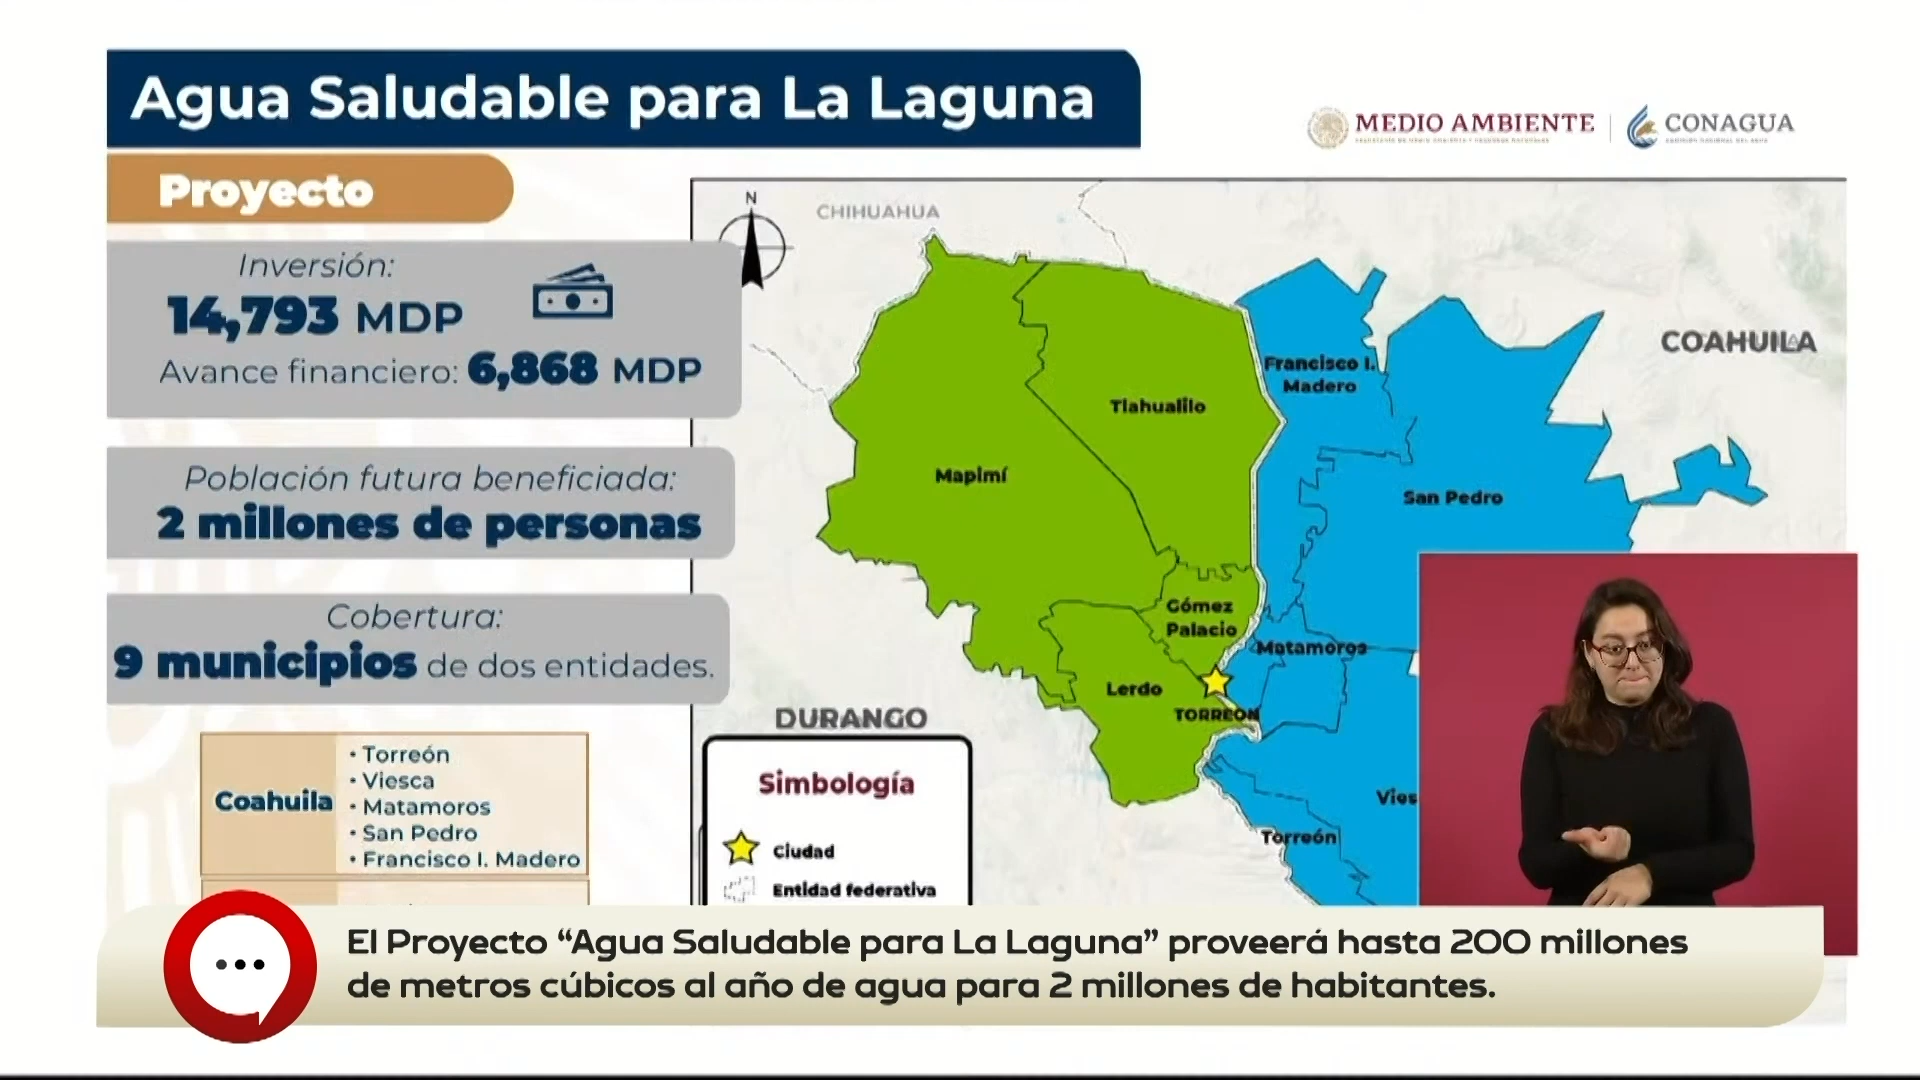 Agua Saludable para La Laguna
MEDIO AMBIENTE
CONAGUA
Proyecto
Inversión:
14,793 MDP
Avance financiero: 6,868 MDP
Población futura beneficiada:
2 millones de personas
Cobertura:
9 municipios de dos entidades.
Coahuila
• Torreón
• Viesca
• Matamoros
• San Pedro
• Francisco I. Madero
N
CHIHUAHUA
COAHUILA
Francisco I.
Madero
Tlahualilo
Mapimí
San Pedro
Gómez
Palacio
Matamoros
Lerdo
TORREON
DURANGO
Vies
Torreón
Simbología
Ciudad
Entidad federativa
El Proyecto “Agua Saludable para La Laguna” proveerá hasta 200 millones
de metros cúbicos al año de agua para 2 millones de habitantes.